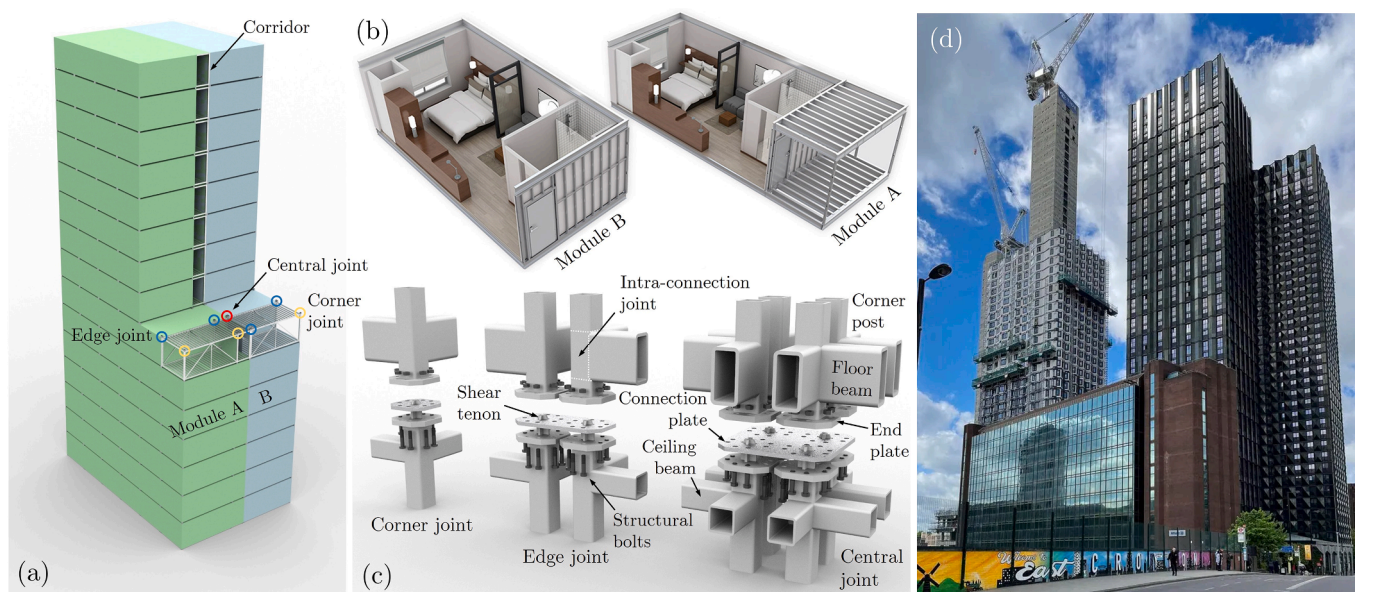 (a)
Corridor
Central joint
Corner
joint
Edge joint
Module A
B
(b)
Module B
Module A
(c)
Intra-connection
joint
Corner
post
Floor
beam
Shear
tenon
Connection
plate
End
plate
Ceiling
beam
Structural
bolts
Corner joint
Edge joint
Central
joint
(d)
East